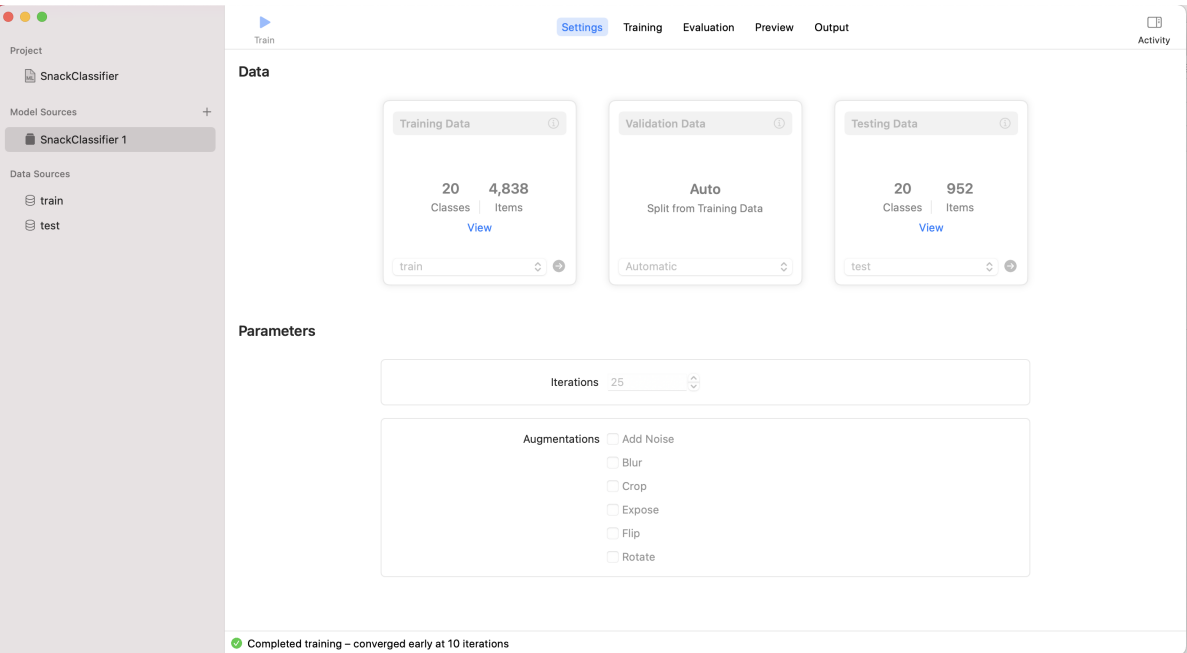 Train
Settings Training Evaluation Preview Output
Activity
Project
SnackClassifier
Model Sources +
SnackClassifier 1
Data Sources
train
test
Data
Training Data
20 4,838
Classes Items
View
train
Validation Data
Auto
Split from Training Data
Automatic
Testing Data
20 952
Classes Items
View
test
Parameters
Iterations 25
Augmentations Add Noise
Blur
Crop
Expose
Flip
Rotate
Completed training – converged early at 10 iterations